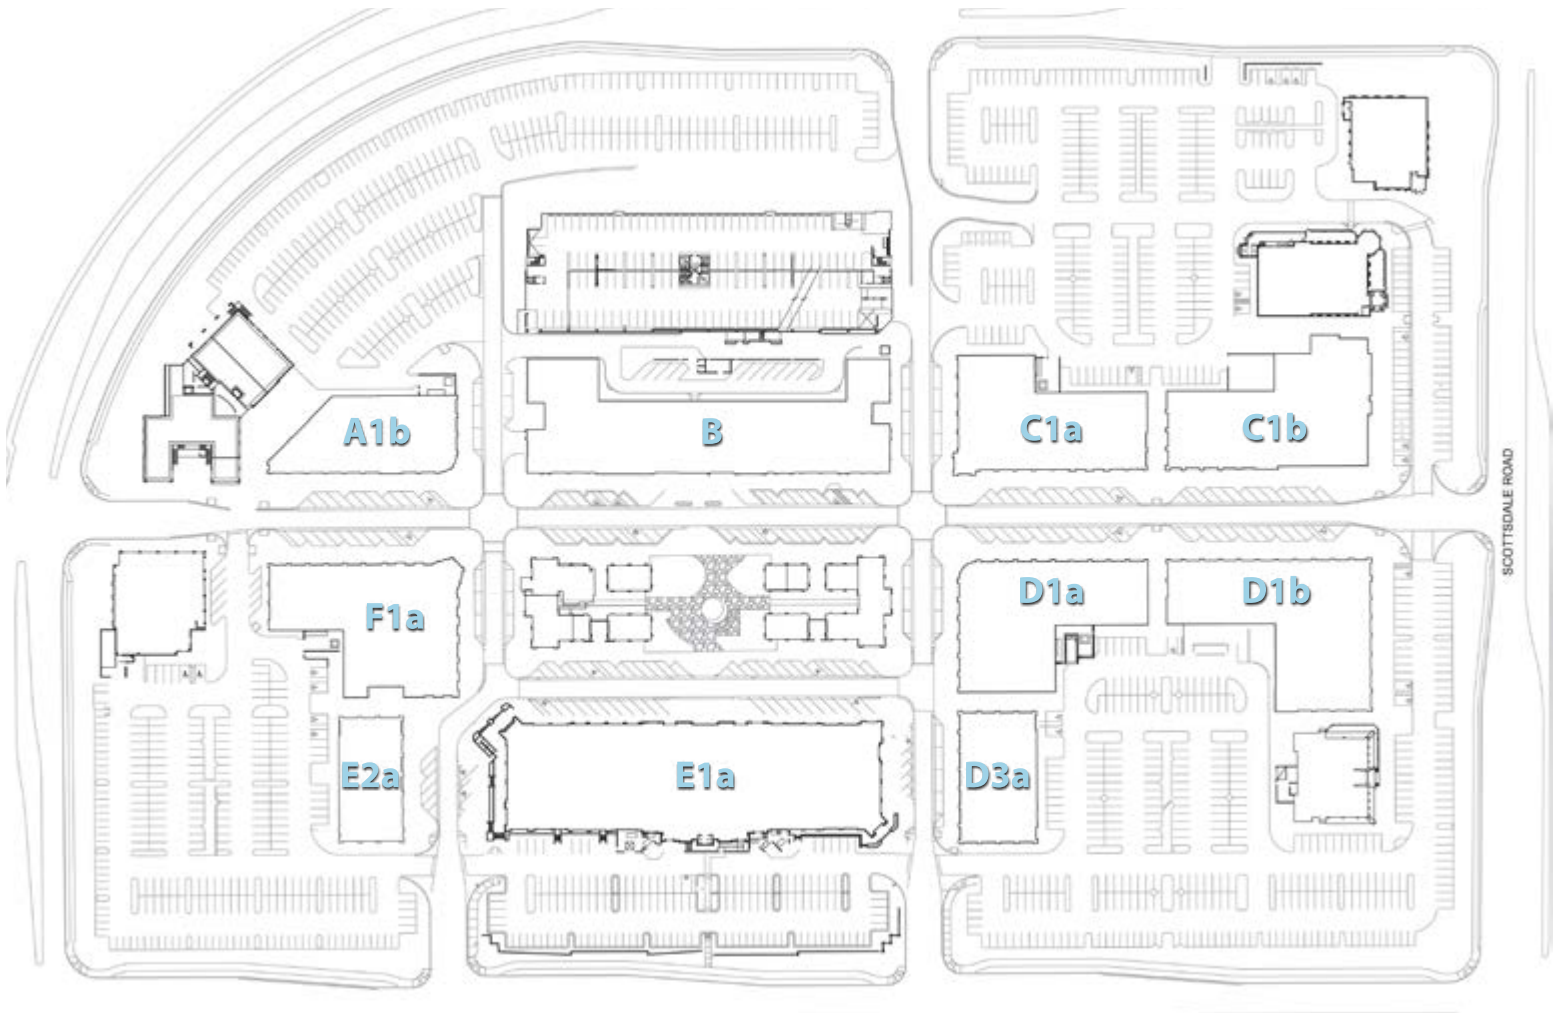 A1b
B
C1a
C1b
SCOTTSDALE ROAD
F1a
D1a
D1b
E2a
E1a
D3a